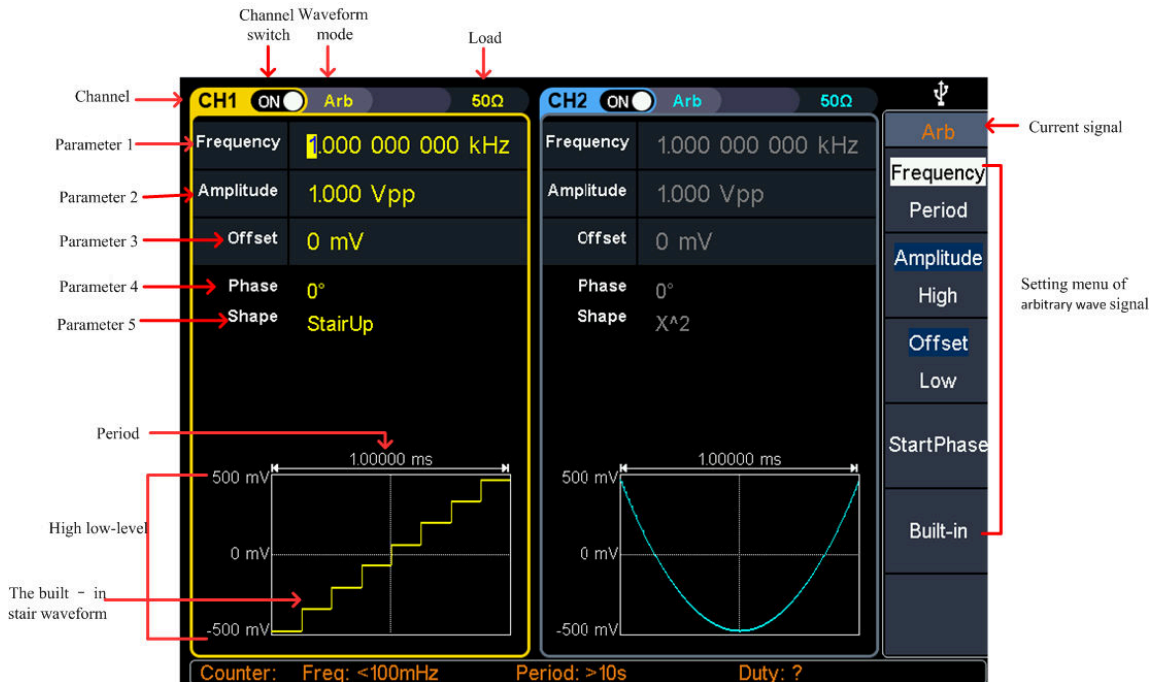 Channel switch
Waveform mode
Load
Channel
CH1 ON Arb 50Ω
CH2 ON Arb 50Ω
Parameter 1
Frequency 1.000 000 000 kHz
Frequency 1.000 000 000 kHz
Parameter 2
Amplitude 1.000 Vpp
Amplitude 1.000 Vpp
Parameter 3
Offset 0 mV
Offset 0 mV
Parameter 4
Phase 0°
Phase 0°
Parameter 5
Shape StairUp
Shape X^2
Arb
Current signal
Frequency
Period
Amplitude
High
Offset
Low
StartPhase
Built-in
Setting menu of
arbitrary wave signal
Period
1.00000 ms
1.00000 ms
500 mV
500 mV
High low-level
0 mV
0 mV
The built - in
stair waveform
-500 mV
-500 mV
Counter: Freq: <100mHz Period: >10s Duty: ?